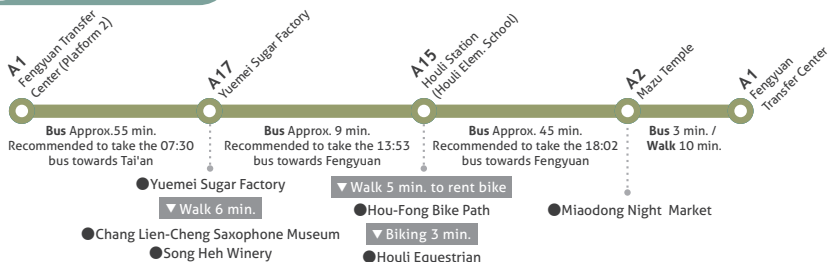 A1
Fengyuan Transfer
Center (Platform 2)
A17
Yuemei Sugar Factory
A15
Houli Station
(Houli Elem. School)
A2
Mazu Temple
A1
Fengyuan
Transfer Center
Bus Approx.55 min.
Recommended to take the 07:30
bus towards Tai'an
Bus Approx. 9 min.
Recommended to take the 13:53
bus towards Fengyuan
Bus Approx. 45 min.
Recommended to take the 18:02
bus towards Fengyuan
Bus 3 min. /
Walk 10 min.
●Yuemei Sugar Factory
▼Walk 6 min.
●Chang Lien-Cheng Saxophone Museum
●Song Heh Winery
▼Walk 5 min. to rent bike
●Hou-Fong Bike Path
▼Biking 3 min.
●Houli Equestrian
●Miaodong Night Market